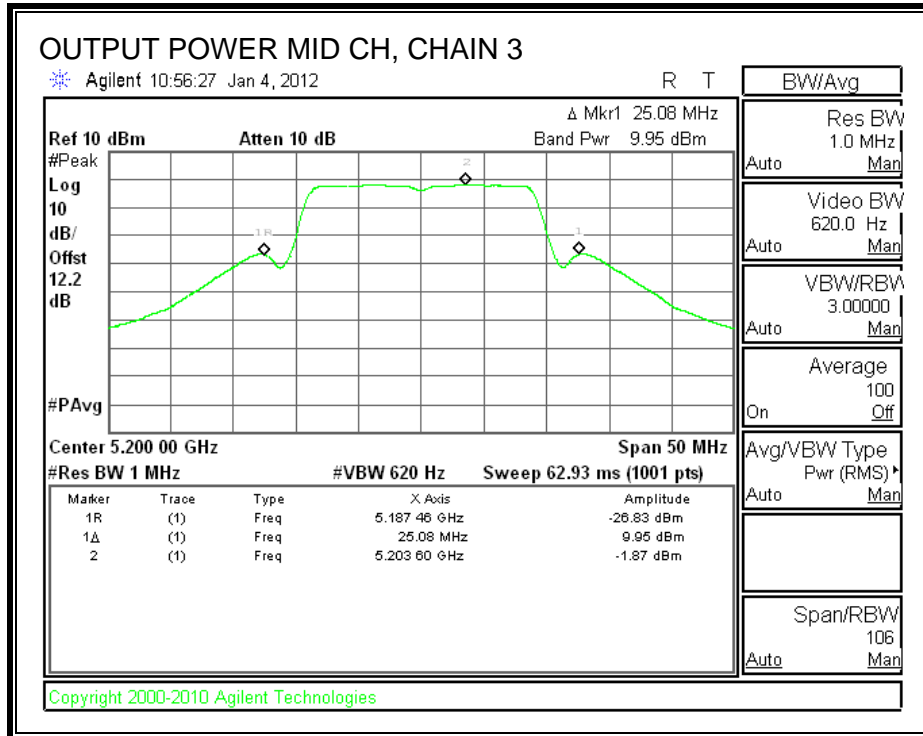 OUTPUT POWER MID CH, CHAIN 3
Agilent 10:56:27 Jan 4, 2012 R T
Δ Mkr1 25.08 MHz
Ref 10 dBm Atten 10 dB Band Pwr 9.95 dBm
#Peak
Log
10
dB/
Offst
12.2
dB
#PAvg
1R
2
1
Center 5.200 00 GHz Span 50 MHz
#Res BW 1 MHz #VBW 620 Hz Sweep 62.93 ms (1001 pts)
Marker Trace Type X Axis Amplitude
1R (1) Freq 5.187 46 GHz -26.83 dBm
1Δ (1) Freq 25.08 MHz 9.95 dBm
2 (1) Freq 5.203 60 GHz -1.87 dBm
BW/Avg
Res BW
1.0 MHz
Auto Man
Video BW
620.0 Hz
Auto Man
VBW/RBW
3.00000
Auto Man
Average
100
On Off
Avg/VBW Type
Pwr (RMS)
Auto Man
Span/RBW
106
Auto Man
Copyright 2000-2010 Agilent Technologies